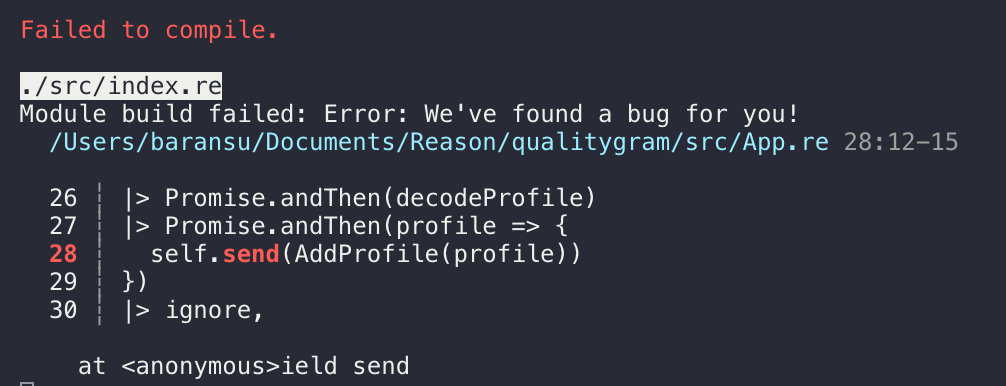 Failed to compile.
./src/index.re
Module build failed: Error: We've found a bug for you!
/Users/baransu/Documents/Reason/qualitygram/src/App.re 28:12-15
26 ┆ |> Promise.andThen(decodeProfile)
27 ┆ |> Promise.andThen(profile => {
28 ┆   self.send(AddProfile(profile))
29 ┆ })
30 ┆ |> ignore,
at <anonymous>ield send